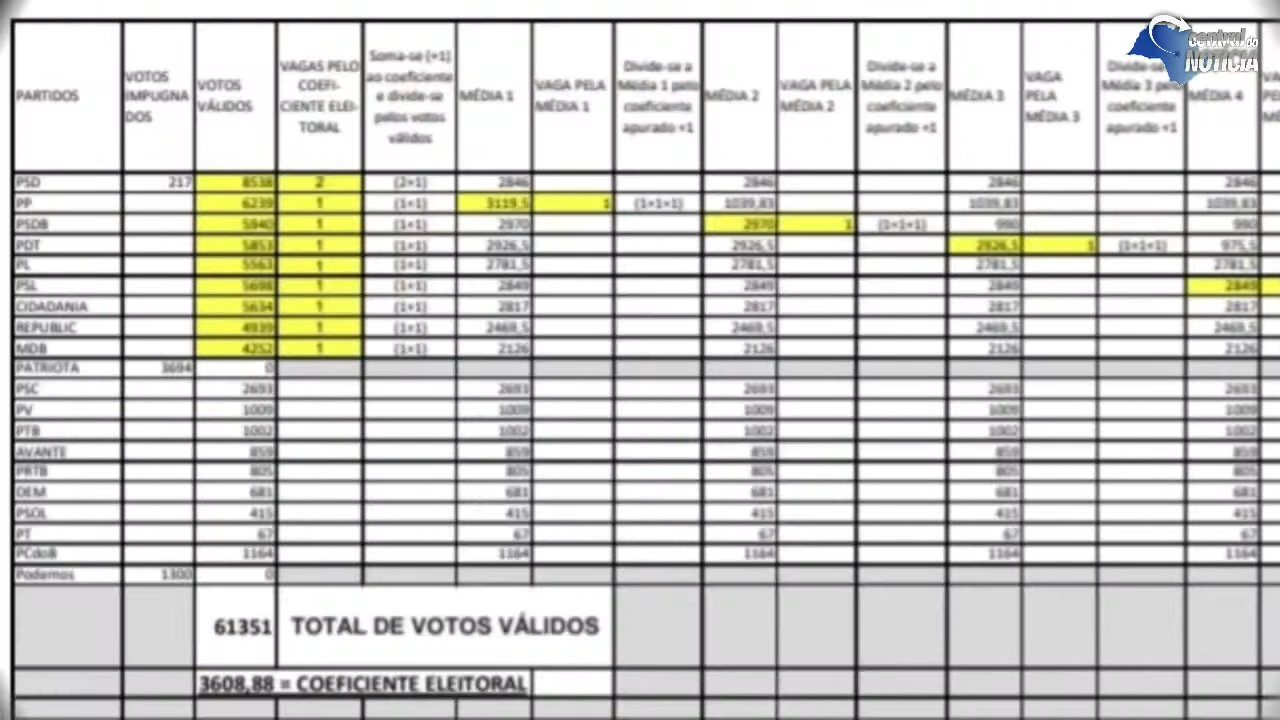 central da
NOTÍCIA
PARTIDOS VOTOS IMPUGNADOS VOTOS VÁLIDOS VAGAS PELO COEFI-CIENTE ELEI-TORAL Soma-se (+1) ao coeficiente e divide-se pelos votos válidos MÉDIA 1 VAGA PELA MÉDIA 1 Divide-se a Média 1 pelo coeficiente apurado +1 MÉDIA 2 VAGA PELA MÉDIA 2 Divide-se a Média 2 pelo coeficiente apurado +1 MÉDIA 3 VAGA PELA MÉDIA 3 Média 3 pelo coeficiente apurado +1 MÉDIA 4
PSD 217 8538 2 (2+1) 2846 2846 2846 2846
PP 6239 1 (1+1) 3119,5 1 (1+1+1) 1039,83 1039,83 1039,83
PSDB 5940 1 (1+1) 2970 2970 1 (1+1+1) 990 990
PDT 5853 1 (1+1) 2926,5 2926,5 2926,5 1 (1+1+1) 975,5
PL 5563 1 (1+1) 2781,5 2781,5 2781,5 2781,5
PSL 5698 1 (1+1) 2849 2849 2849 2849
CIDADANIA 5634 1 (1+1) 2817 2817 2817 2817
REPUBLIC 4939 1 (1+1) 2469,5 2469,5 2469,5 2469,5
MDB 4252 1 (1+1) 2126 2126 2126 2126
PATRIOTA 3694 0
PSC 2693 2693 2693 2693 2693
PV 1009 1009 1009 1009 1009
PTB 1002 1002 1002 1002 1002
AVANTE 859 859 859 859 859
PRTB 805 805 805 805 805
DEM 681 681 681 681 681
PSOL 415 415 415 415 415
PT 67 67 67 67 67
PCdoB 1164 1164 1164 1164 1164
Podemos 1300 0
61351 TOTAL DE VOTOS VÁLIDOS
3608,88 = COEFICIENTE ELEITORAL